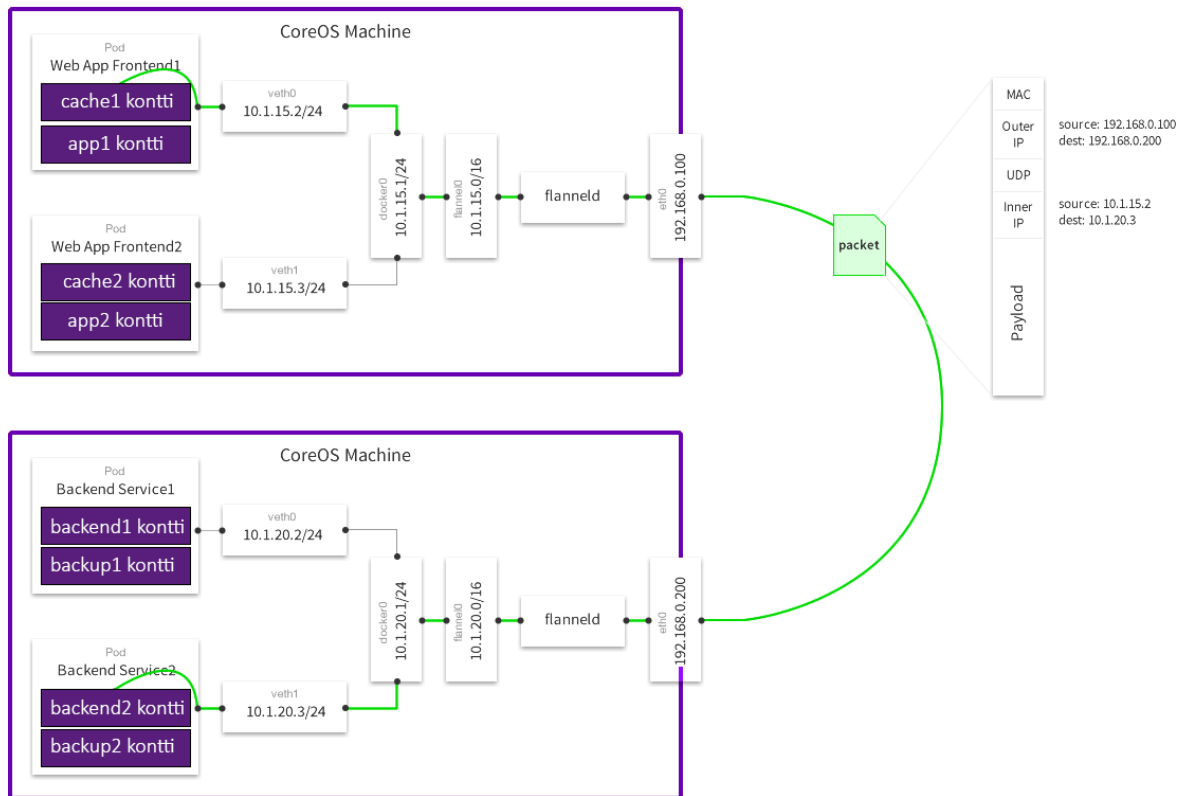 CoreOS Machine
Pod
Web App Frontend1
cache1 kontti
app1 kontti
veth0
10.1.15.2/24
Pod
Web App Frontend2
cache2 kontti
app2 kontti
veth1
10.1.15.3/24
docker0
10.1.15.1/24
flannel0
10.1.15.0/16
flanneld
eth0
192.168.0.100
packet
MAC
Outer
IP
source: 192.168.0.100
dest: 192.168.0.200
UDP
Inner
IP
source: 10.1.15.2
dest: 10.1.20.3
Payload
CoreOS Machine
Pod
Backend Service1
backend1 kontti
backup1 kontti
veth0
10.1.20.2/24
Pod
Backend Service2
backend2 kontti
backup2 kontti
veth1
10.1.20.3/24
docker0
10.1.20.1/24
flannel0
10.1.20.0/16
flanneld
eth0
192.168.0.200